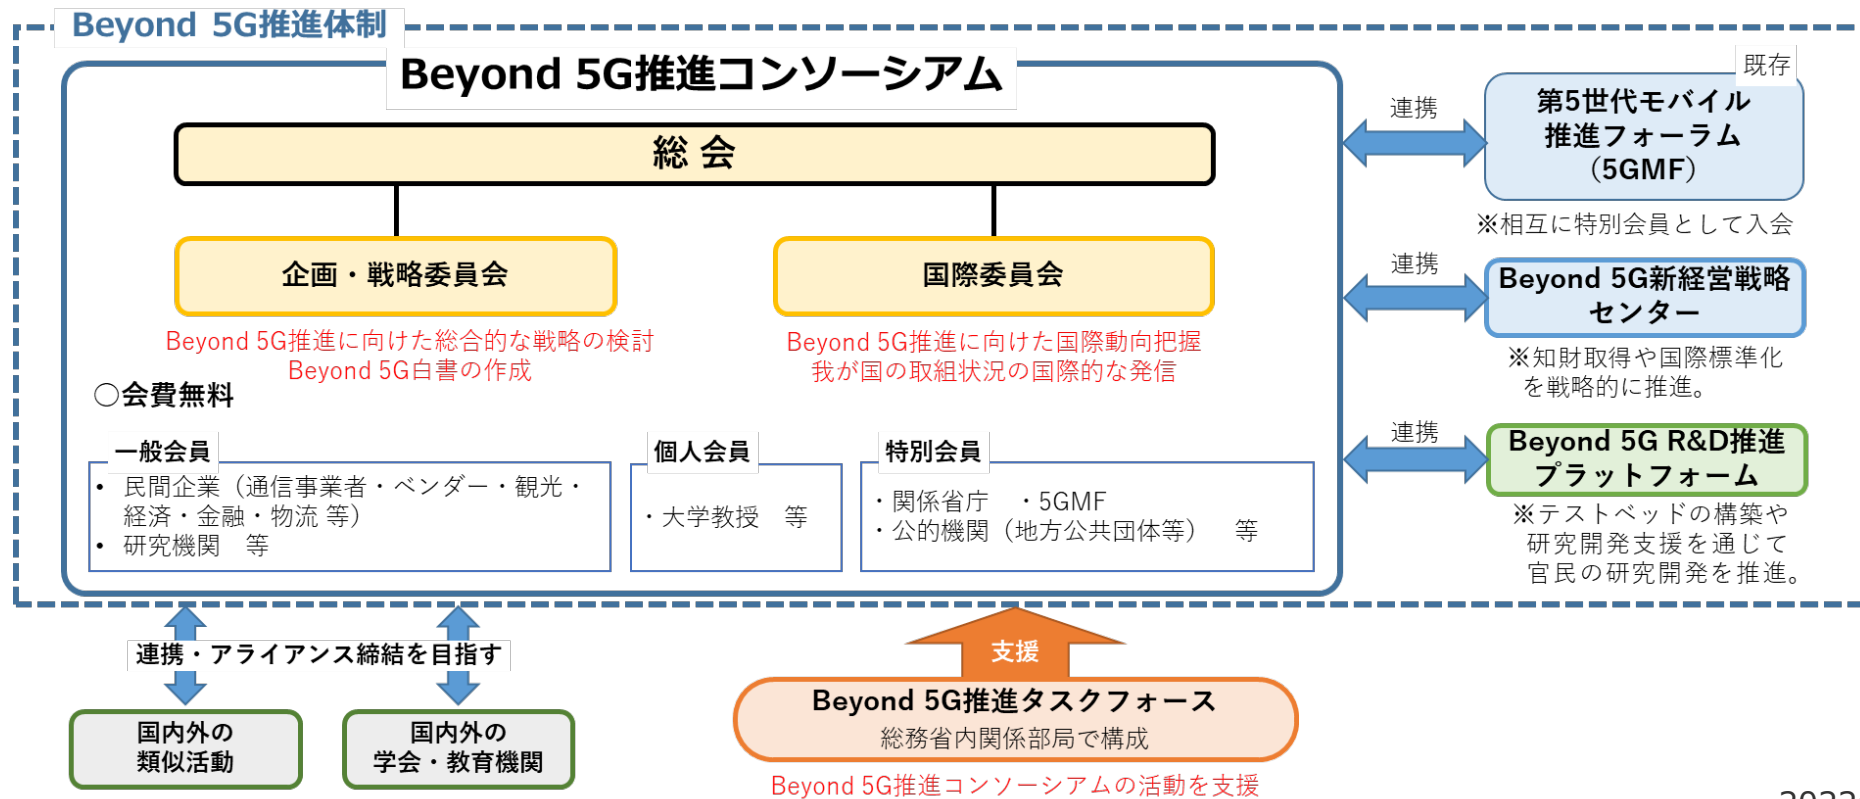 Beyond 5G推進体制
Beyond 5G推進コンソーシアム
総 会
企画・戦略委員会
国際委員会
Beyond 5G推進に向けた総合的な戦略の検討
Beyond 5G白書の作成
Beyond 5G推進に向けた国際動向把握
我が国の取組状況の国際的な発信
○会費無料
一般会員
• 民間企業（通信事業者・ベンダー・観光・
経済・金融・物流 等）
• 研究機関　等
個人会員
・大学教授　等
特別会員
・関係省庁　・5GMF
・公的機関（地方公共団体等）　等
連携
既存
第5世代モバイル
推進フォーラム
（5GMF）
※相互に特別会員として入会
連携
Beyond 5G新経営戦略
センター
※知財取得や国際標準化
を戦略的に推進。
連携
Beyond 5G R&D推進
プラットフォーム
※テストベッドの構築や
研究開発支援を通じて
官民の研究開発を推進。
連携・アライアンス締結を目指す
国内外の
類似活動
国内外の
学会・教育機関
支援
Beyond 5G推進タスクフォース
総務省内関係部局で構成
Beyond 5G推進コンソーシアムの活動を支援